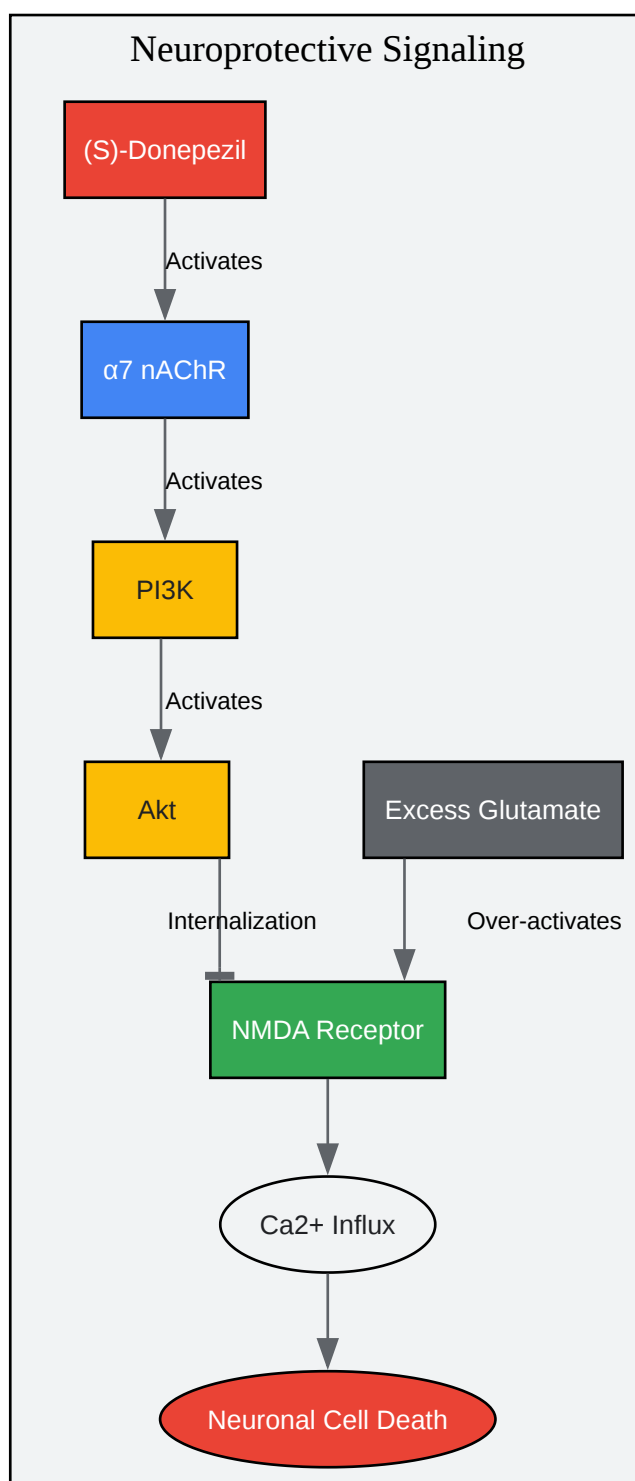 Neuroprotective Signaling
(S)-Donepezil
Activates
α7 nAChR
Activates
PI3K
Activates
Akt
Excess Glutamate
Internalization
Over-activates
NMDA Receptor
Ca2+ Influx
Neuronal Cell Death